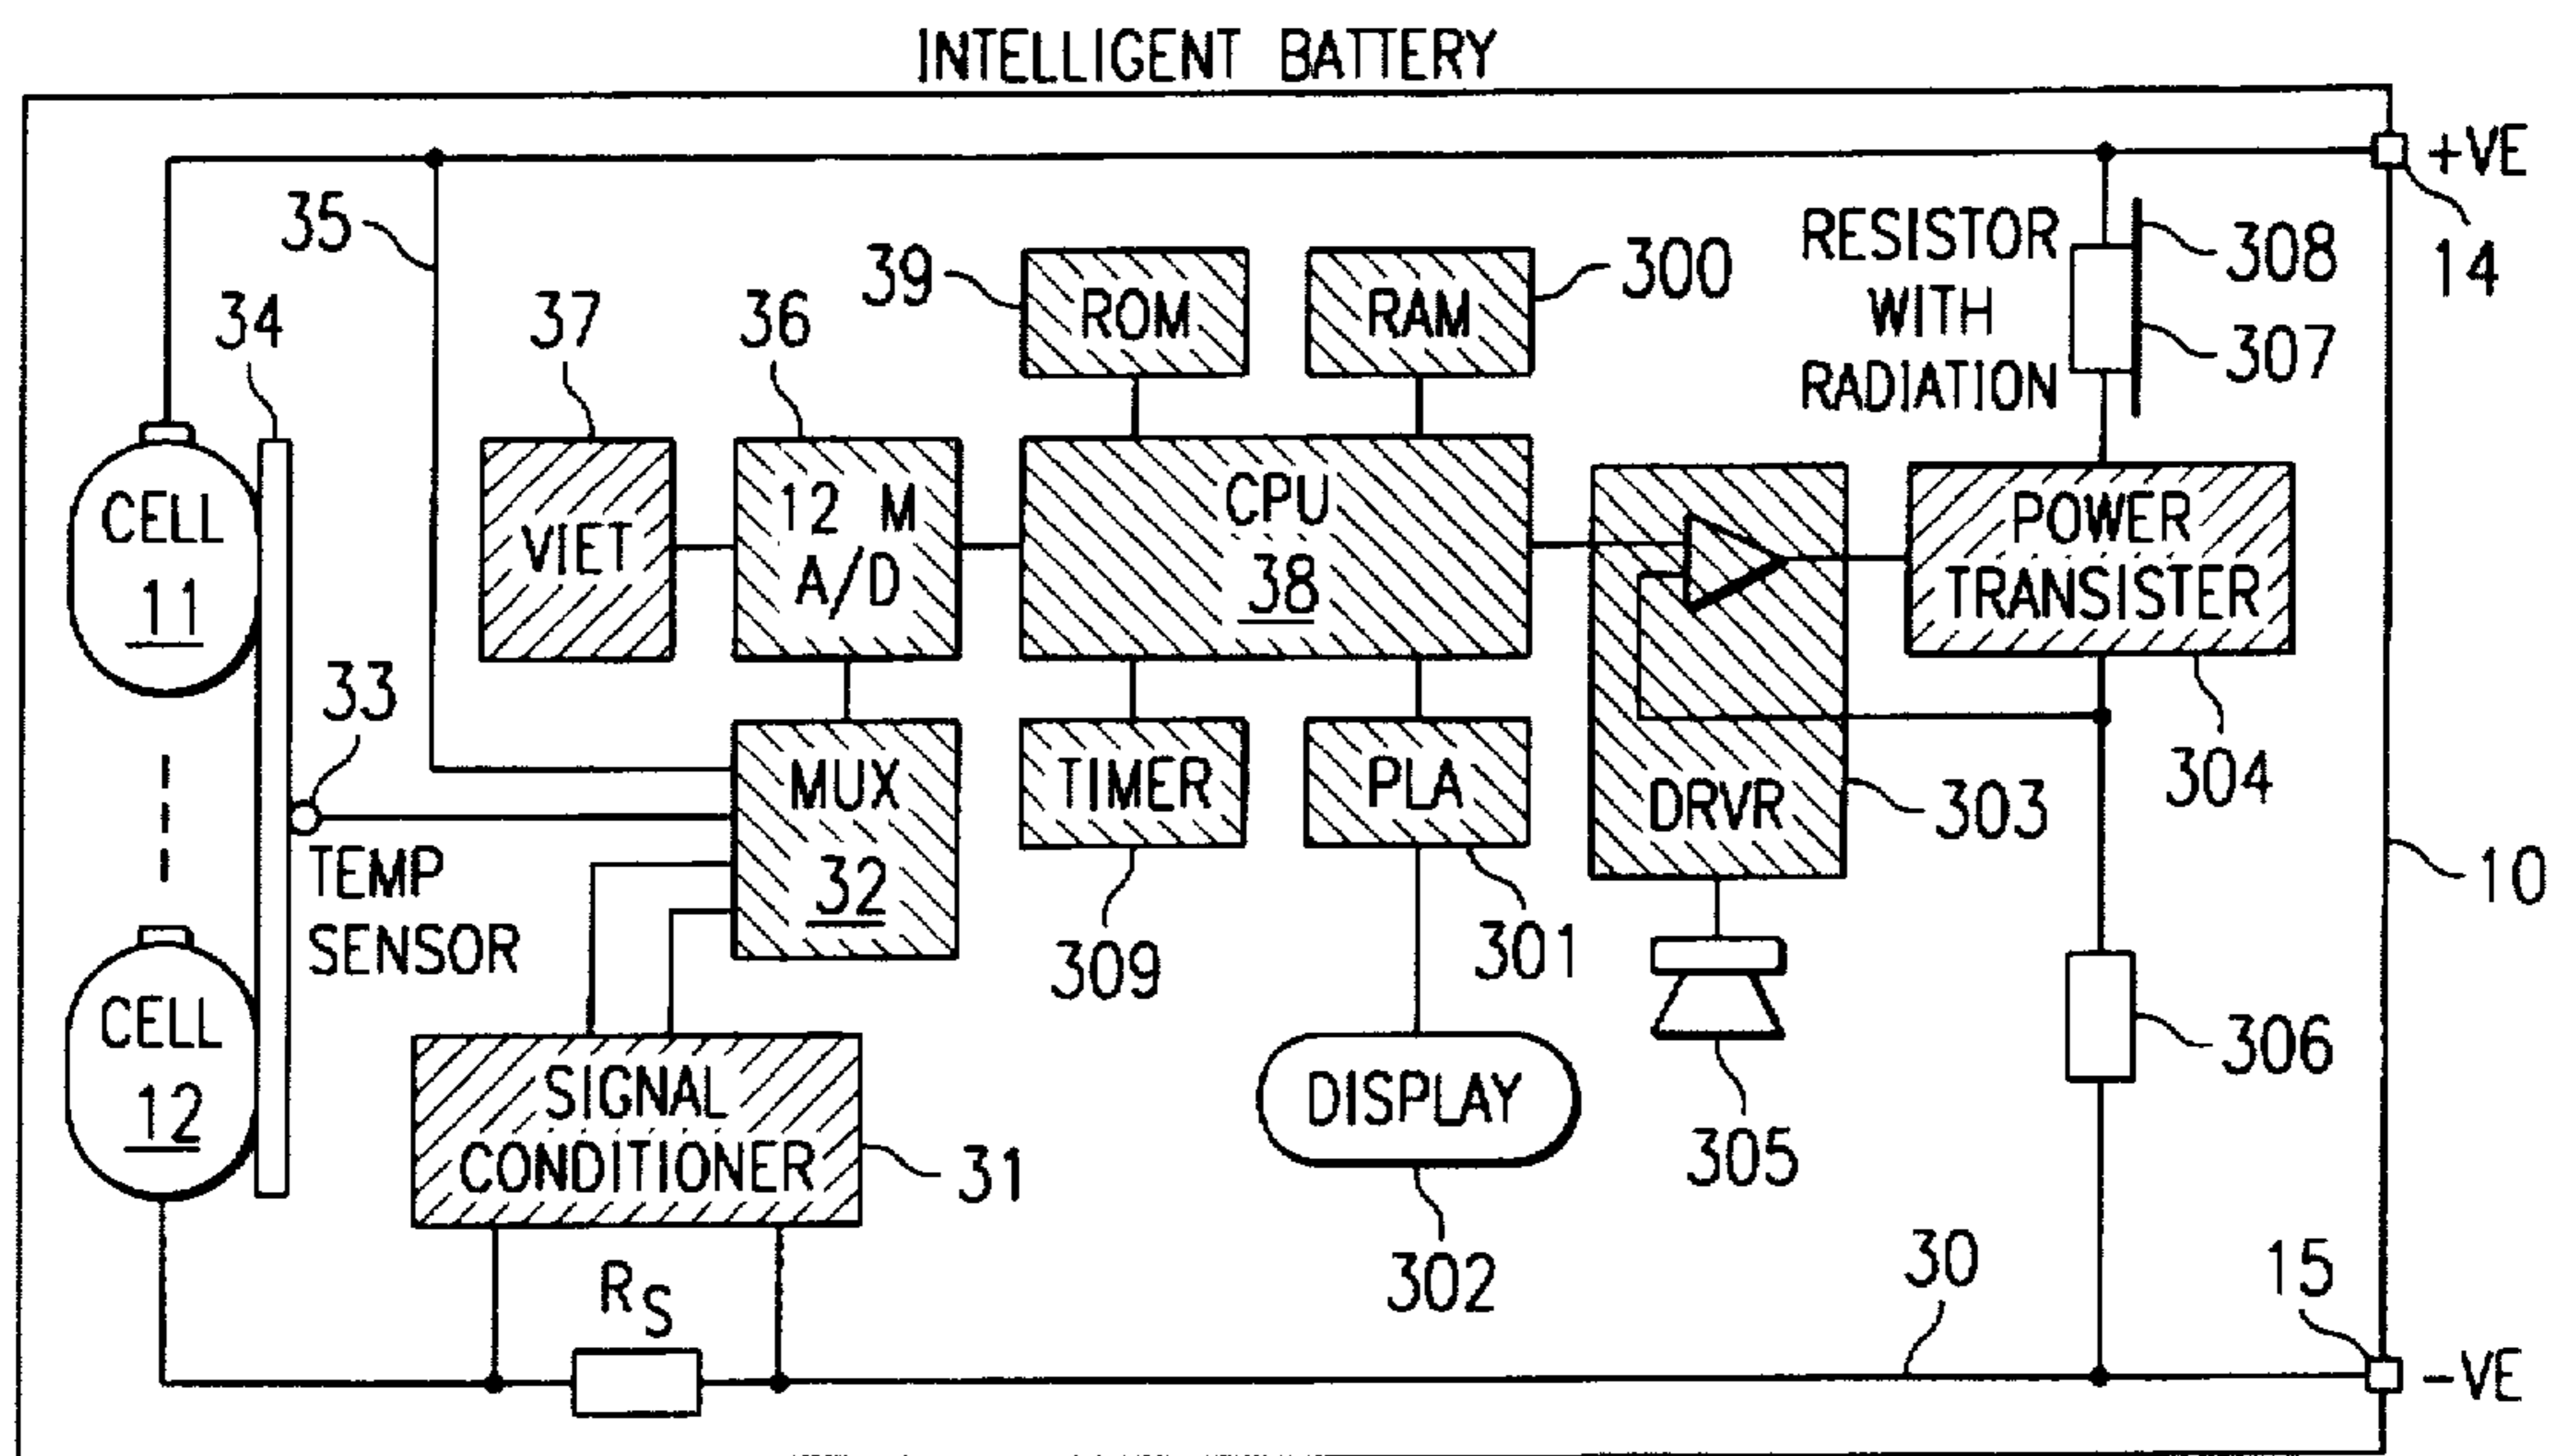 INTELLIGENT BATTERY
+VE
14
35
34
37
36
39
ROM
RAM
300
RESISTOR
WITH
RADIATION
308
307
CELL
11
VIET
12 M
A/D
CPU
38
POWER
TRANSISTER
304
33
TEMP
SENSOR
MUX
32
TIMER
309
PLA
301
DRVR
303
10
CELL
12
SIGNAL
CONDITIONER
31
DISPLAY
302
305
306
RS
30
15
-VE